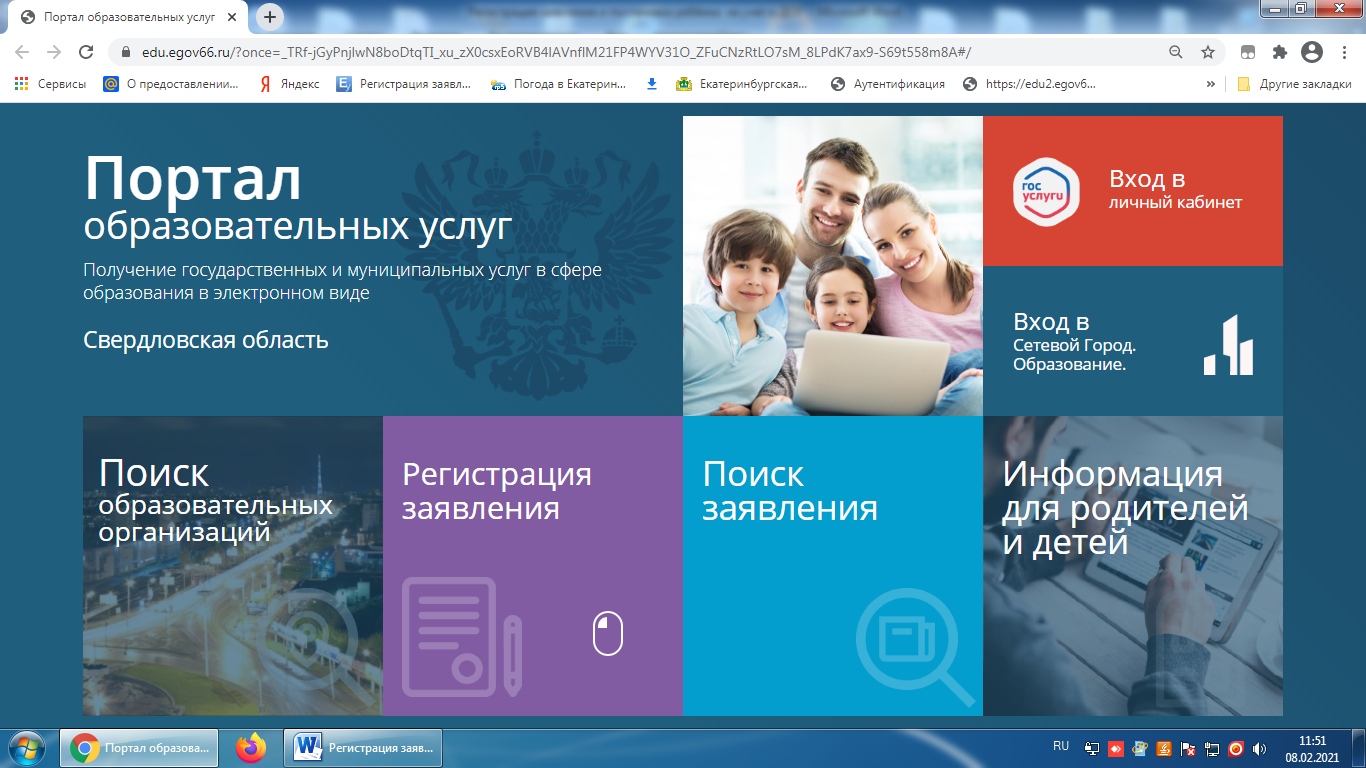 Портал образовательных услуг
edu.egov66.ru/?once=_TRf-jGyPnjIwN8boDtqTI_xu_zX0csxEoRVB4IAVnfIM21FP4WYV31O_ZFuCNzRtLO7sM_8LPdK7ax9-S69t558m8A#/
Сервисы
О предоставлении...
Яндекс
Регистрация заявл...
Погода в Екатерин...
Екатеринбургская...
Аутентификация
https://edu2.egov6...
»
Другие закладки
Портал
образовательных услуг
Получение государственных и муниципальных услуг в сфере
образования в электронном виде
Свердловская область
гос
услуги
Вход в
личный кабинет
Вход в
Сетевой Город.
Образование.
Поиск
образовательных
организаций
Регистрация
заявления
Поиск
заявления
Информация
для родителей
и детей
Портал образова...
Регистрация заяв...
RU
11:51
08.02.2021